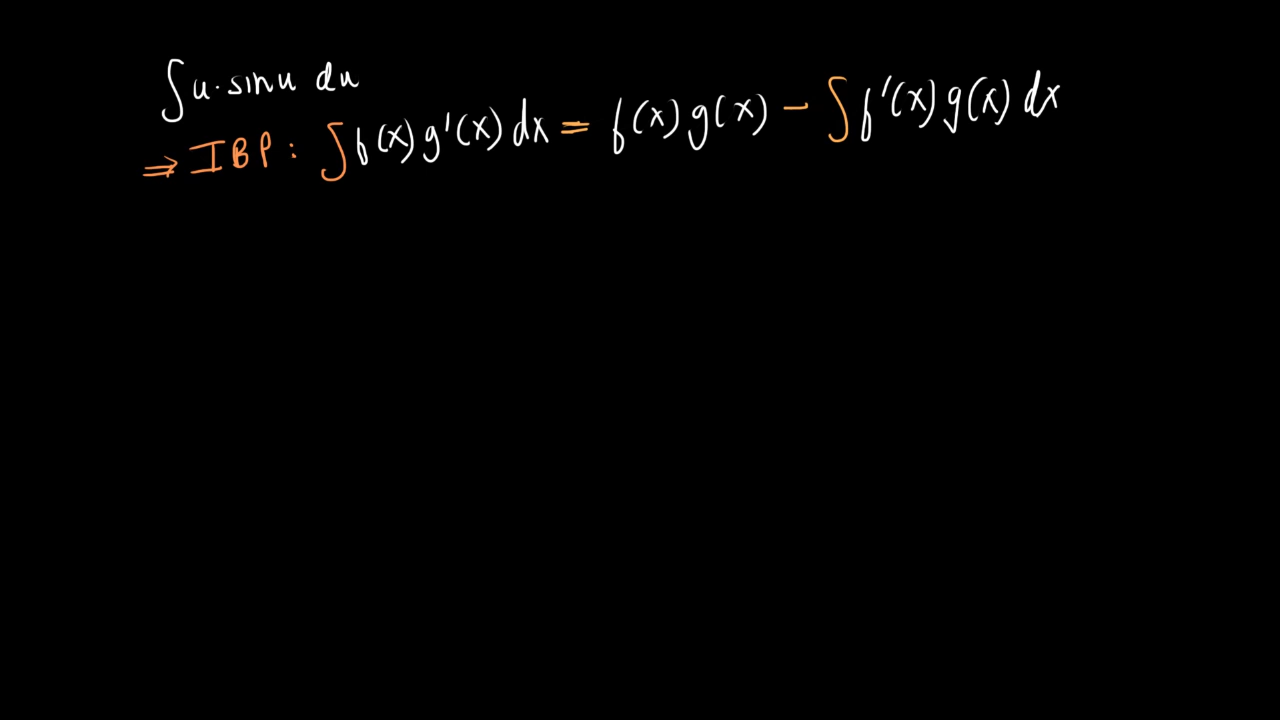 ∫u·sinu du
⇒ IBP: ∫f(x)g'(x)dx = f(x)g(x) - ∫f'(x)g(x)dx